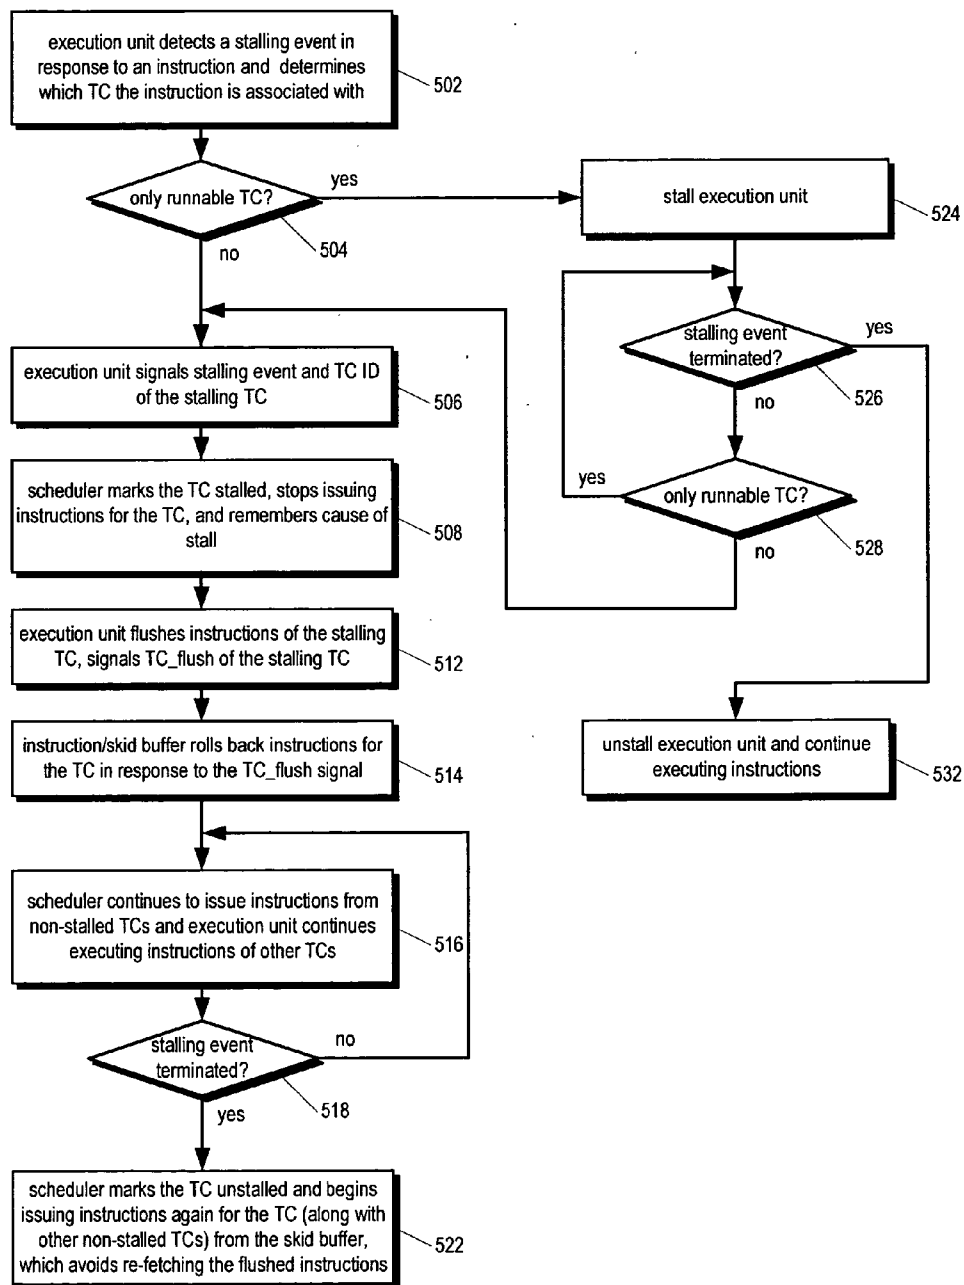 execution unit detects a stalling event in
response to an instruction and determines
which TC the instruction is associated with
502
only runnable TC?
yes
504
no
stall execution unit
524
stalling event
terminated?
yes
526
no
only runnable TC?
yes
528
no
execution unit signals stalling event and TC ID
of the stalling TC
506
scheduler marks the TC stalled, stops issuing
instructions for the TC, and remembers cause of
stall
508
execution unit flushes instructions of the stalling
TC, signals TC_flush of the stalling TC
512
instruction/skid buffer rolls back instructions for
the TC in response to the TC_flush signal
514
unstall execution unit and continue
executing instructions
532
scheduler continues to issue instructions from
non-stalled TCs and execution unit continues
executing instructions of other TCs
516
stalling event
terminated?
no
518
yes
scheduler marks the TC unstalled and begins
issuing instructions again for the TC (along with
other non-stalled TCs) from the skid buffer,
which avoids re-fetching the flushed instructions
522